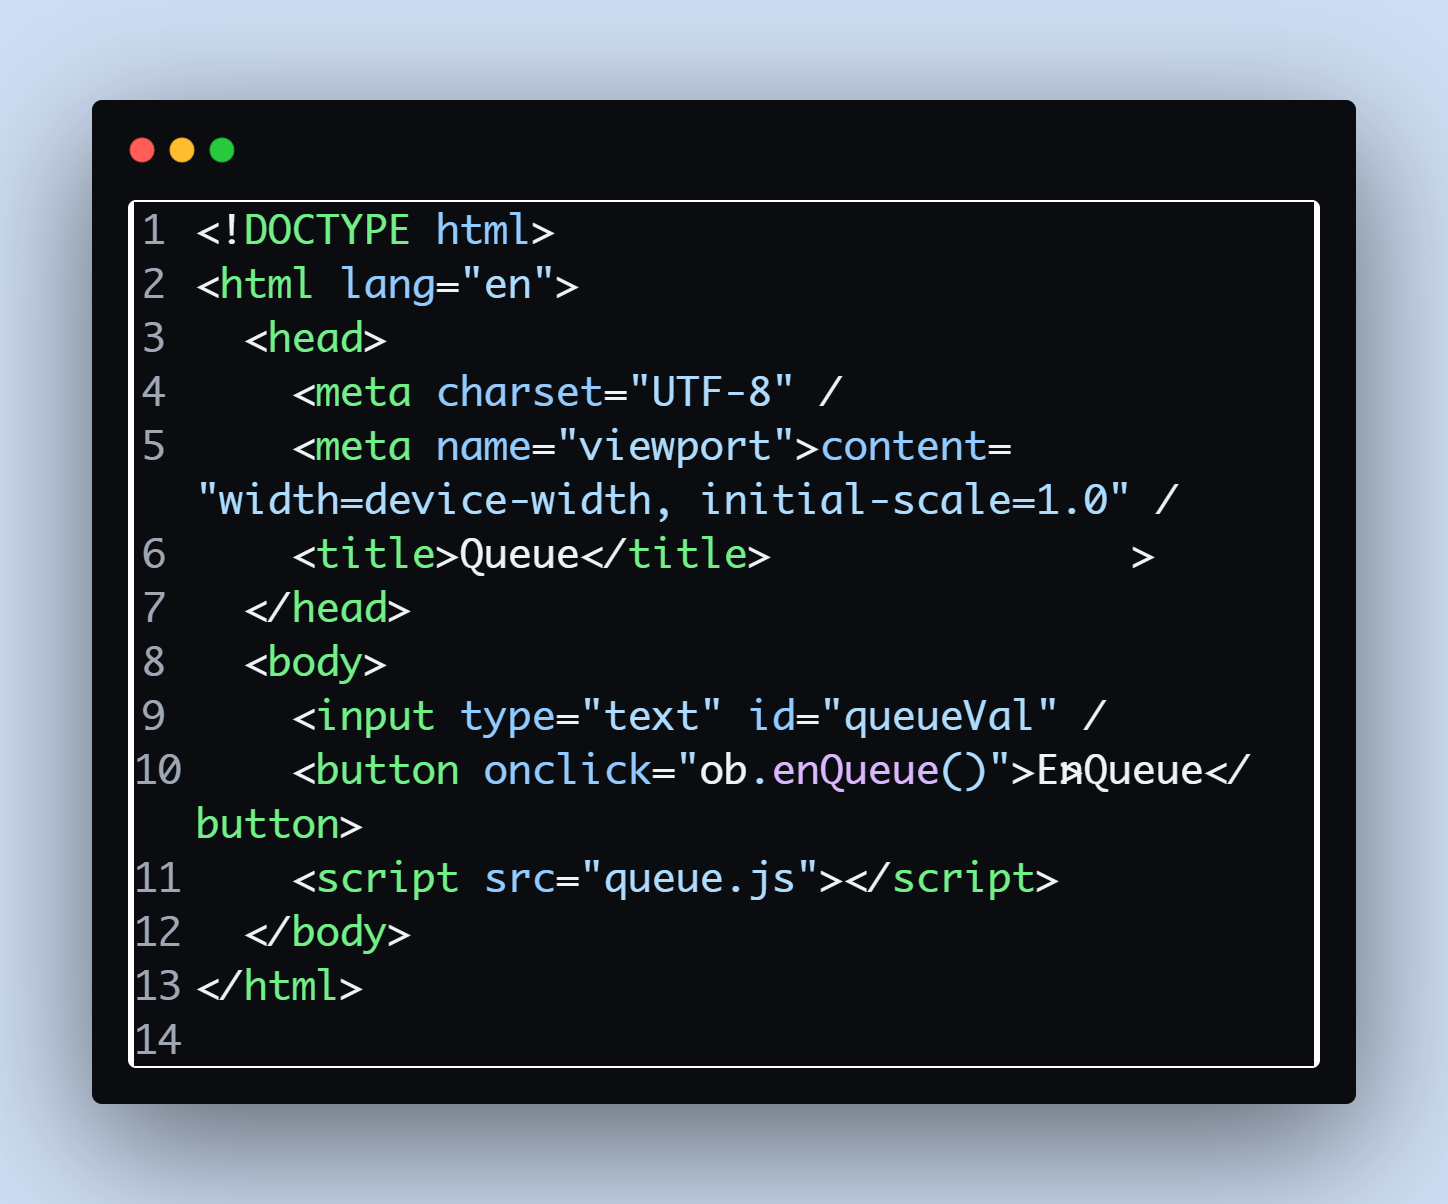 1 <!DOCTYPE html>
2 <html lang="en">
3   <head>
4     <meta charset="UTF-8" /
5     <meta name="viewport">content=
"width=device-width, initial-scale=1.0" /
6     <title>Queue</title>               >
7   </head>
8   <body>
9     <input type="text" id="queueVal" /
10     <button onclick="ob.enQueue()">EnQueue</
button>
11     <script src="queue.js"></script>
12   </body>
13 </html>
14